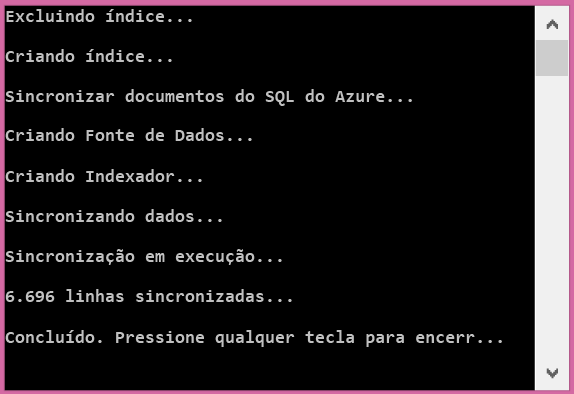 Excluindo índice...
Criando índice...
Sincronizar documentos do SQL do Azure...
Criando Fonte de Dados...
Criando Indexador...
Sincronizando dados...
Sincronização em execução...
6.696 linhas sincronizadas...
Concluído. Pressione qualquer tecla para encerr...